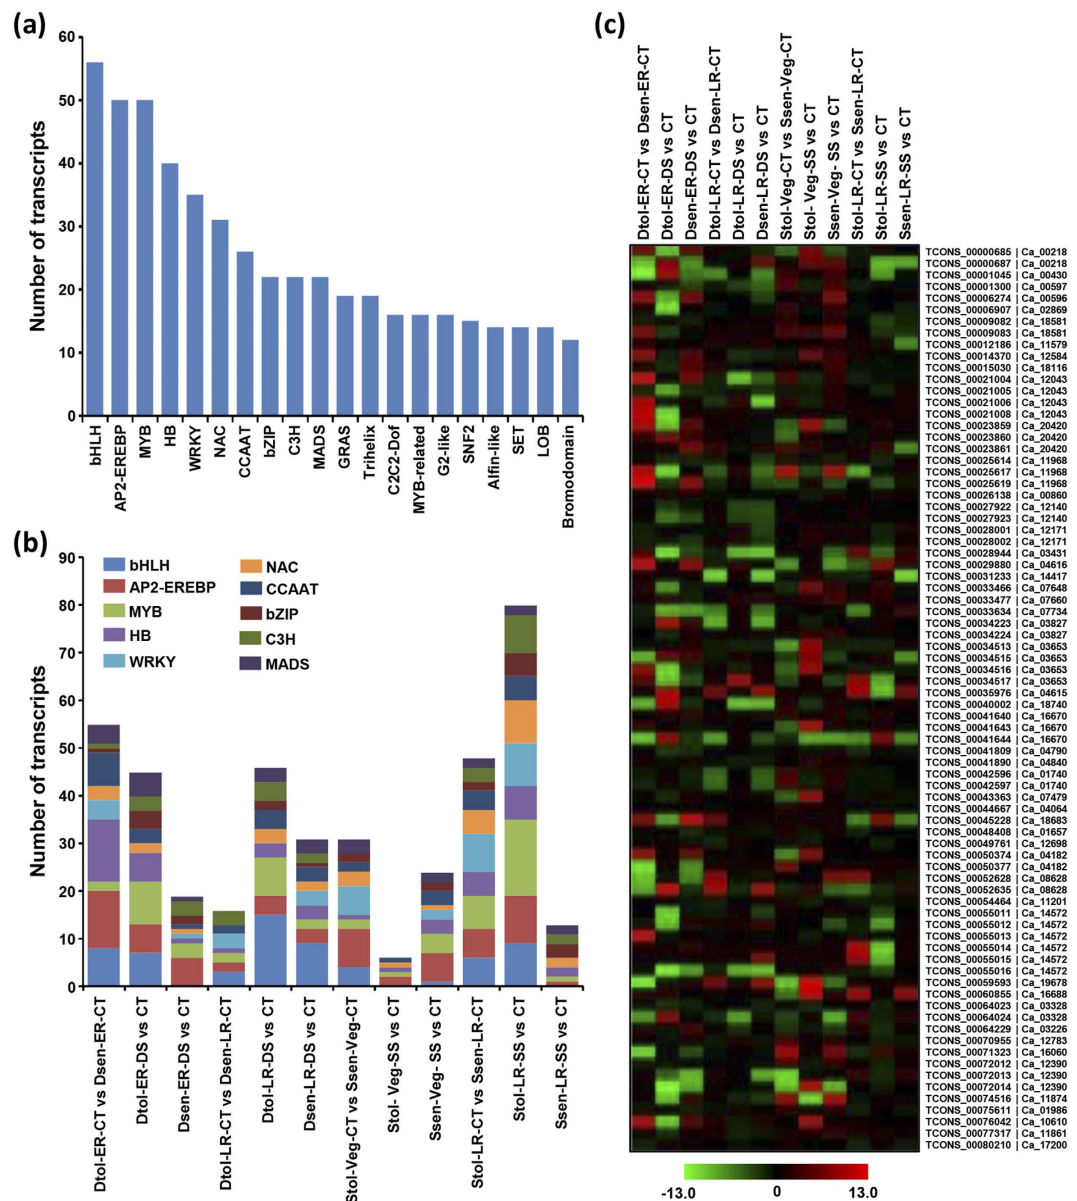 (a)
60
50
40
30
20
10
0
Number of transcripts
bHLH
AP2-EREBP
MYB
HB
WRKY
NAC
CCAAT
bZIP
C3H
MADS
GRAS
Trihelix
C2C2-Dof
MYB-related
G2-like
SNF2
Alfin-like
SET
LOB
Bromodomain
(b)
90
80
70
60
50
40
30
20
10
0
Number of transcripts
bHLH
AP2-EREBP
MYB
HB
WRKY
NAC
CCAAT
bZIP
C3H
MADS
Dtol-ER-CT vs Dsen-ER-CT
Dtol-ER-DS vs CT
Dsen-ER-DS vs CT
Dtol-LR-CT vs Dsen-LR-CT
Dtol-LR-DS vs CT
Dsen-LR-DS vs CT
Stol-Veg-CT vs Ssen-Veg-CT
Stol- Veg-SS vs CT
Ssen-Veg- SS vs CT
Stol-LR-CT vs Ssen-LR-CT
Stol-LR-SS vs CT
Ssen-LR-SS vs CT
(c)
Dtol-ER-CT vs Dsen-ER-CT
Dtol-ER-DS vs CT
Dsen-ER-DS vs CT
Dtol-LR-CT vs Dsen-LR-CT
Dtol-LR-DS vs CT
Dsen-LR-DS vs CT
Stol-Veg-CT vs Ssen-Veg-CT
Stol- Veg-SS vs CT
Ssen-Veg- SS vs CT
Stol-LR-CT vs Ssen-LR-CT
Stol-LR-SS vs CT
Ssen-LR-SS vs CT
TCONS_00000685 | Ca_00218
TCONS_00000687 | Ca_00218
TCONS_00001045 | Ca_00430
TCONS_00001300 | Ca_00597
TCONS_00006274 | Ca_00596
TCONS_00006907 | Ca_02869
TCONS_00009082 | Ca_18581
TCONS_00009083 | Ca_18581
TCONS_00012186 | Ca_11579
TCONS_00014370 | Ca_12584
TCONS_00015030 | Ca_18116
TCONS_00021004 | Ca_12043
TCONS_00021005 | Ca_12043
TCONS_00021006 | Ca_12043
TCONS_00021008 | Ca_12043
TCONS_00023859 | Ca_20420
TCONS_00023860 | Ca_20420
TCONS_00023861 | Ca_20420
TCONS_00025614 | Ca_11968
TCONS_00025617 | Ca_11968
TCONS_00025619 | Ca_11968
TCONS_00026138 | Ca_00860
TCONS_00027922 | Ca_12140
TCONS_00027923 | Ca_12140
TCONS_00028001 | Ca_12171
TCONS_00028002 | Ca_12171
TCONS_00028944 | Ca_03431
TCONS_00029880 | Ca_04616
TCONS_00031233 | Ca_14417
TCONS_00033466 | Ca_07648
TCONS_00033477 | Ca_07660
TCONS_00033634 | Ca_07734
TCONS_00034223 | Ca_03827
TCONS_00034224 | Ca_03827
TCONS_00034513 | Ca_03653
TCONS_00034515 | Ca_03653
TCONS_00034516 | Ca_03653
TCONS_00034517 | Ca_03653
TCONS_00035976 | Ca_04615
TCONS_00040002 | Ca_18740
TCONS_00041640 | Ca_16670
TCONS_00041643 | Ca_16670
TCONS_00041644 | Ca_16670
TCONS_00041809 | Ca_04790
TCONS_00041890 | Ca_04840
TCONS_00042596 | Ca_01740
TCONS_00042597 | Ca_01740
TCONS_00043363 | Ca_07479
TCONS_00044667 | Ca_04064
TCONS_00045228 | Ca_18683
TCONS_00048408 | Ca_01657
TCONS_00049761 | Ca_12698
TCONS_00050374 | Ca_04182
TCONS_00050377 | Ca_04182
TCONS_00052628 | Ca_08628
TCONS_00052635 | Ca_08628
TCONS_00054464 | Ca_11201
TCONS_00055011 | Ca_14572
TCONS_00055012 | Ca_14572
TCONS_00055013 | Ca_14572
TCONS_00055014 | Ca_14572
TCONS_00055015 | Ca_14572
TCONS_00055016 | Ca_14572
TCONS_00059593 | Ca_19678
TCONS_00060855 | Ca_16688
TCONS_00064023 | Ca_03328
TCONS_00064024 | Ca_03328
TCONS_00064229 | Ca_03226
TCONS_00070955 | Ca_12783
TCONS_00071323 | Ca_16060
TCONS_00072012 | Ca_12390
TCONS_00072013 | Ca_12390
TCONS_00072014 | Ca_12390
TCONS_00074516 | Ca_11874
TCONS_00075611 | Ca_01986
TCONS_00076042 | Ca_10610
TCONS_00077317 | Ca_11861
TCONS_00080210 | Ca_17200
-13.0
0
13.0